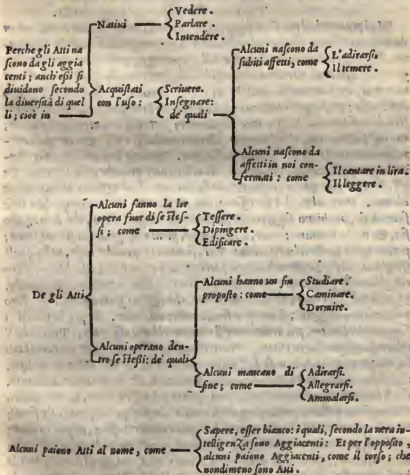 Perche gli Atti na
scono da gli aggia
centi; anch'essi si
dividono secondo
la diversità di quel
li; cioè in
Nativi
Vedere.
Parlare.
Intendere.
Acquistati
con l'uso:
Scrivere.
Insegnare:
de' quali
Alcuni nascono da
subiti affetti, come
L'adirarsi.
Il temere.
Alcuni nascono da
affetti in noi con-
fermati: come
Il cantare in lira.
Il leggere.
De gli Atti
Alcuni fanno la lor
opera fuor di se stes-
si; come
Tessere.
Dipingere.
Edificare.
Alcuni operano den-
tro se stessi: de' quali
Alcuni hanno un fin
proposto: come
Studiare.
Caminare.
Dormire.
Alcuni mancano di
fine; come
Adirarsi.
Allegrarsi.
Ammalarsi.
Alcuni paiono Atti al nome, come
Sapere, esser bianco: i quali, secondo la vera in-
telligenza sono Aggiacenti: Et per l'opposito,
alcuni paiono Aggiacenti, come il corso; che
nondimeno sono Atti.